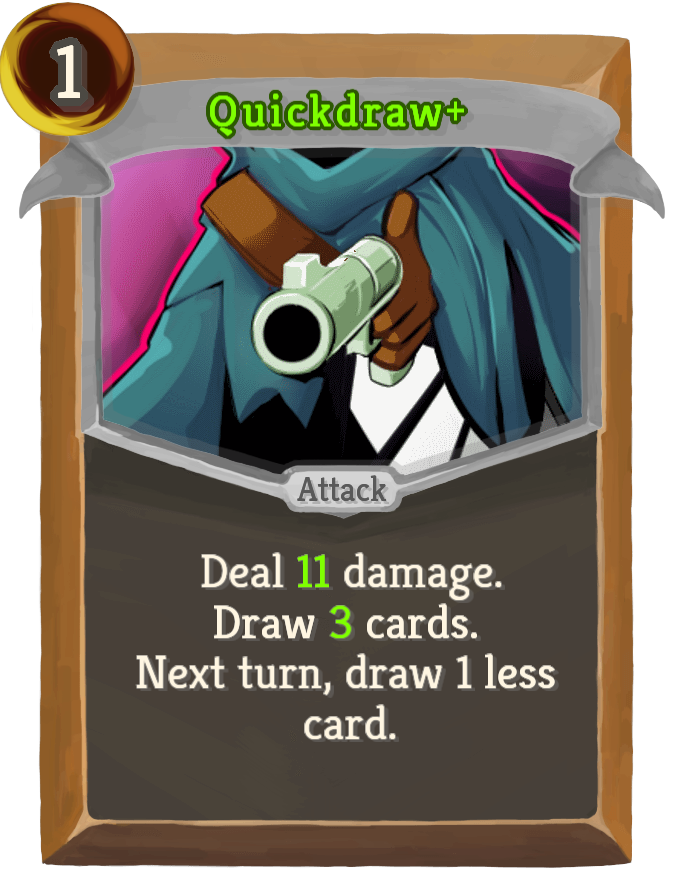 1
Quickdraw+
Attack
Deal 11 damage.
Draw 3 cards.
Next turn, draw 1 less
card.